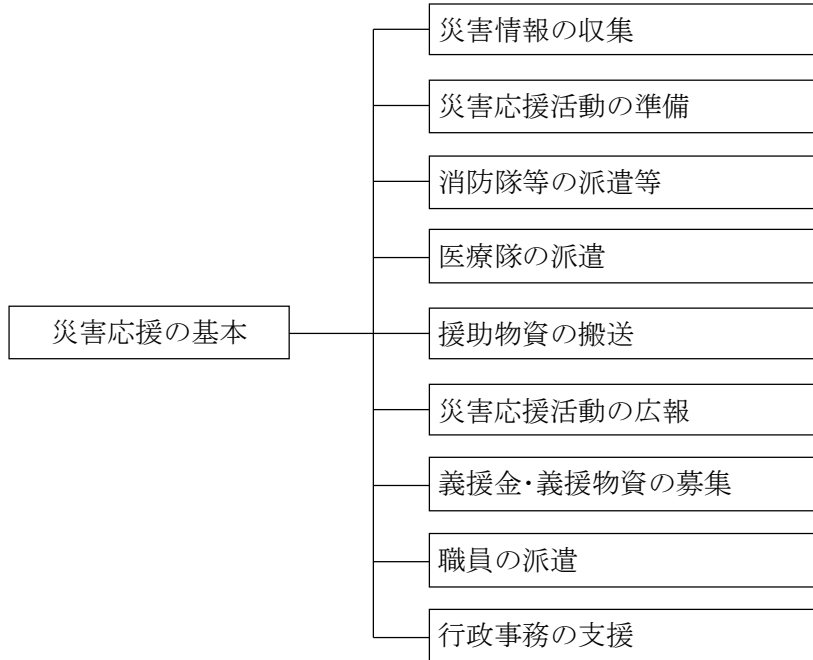 災害情報の収集
災害応援活動の準備
消防隊等の派遣等
医療隊の派遣
災害応援の基本
援助物資の搬送
災害応援活動の広報
義援金・義援物資の募集
職員の派遣
行政事務の支援